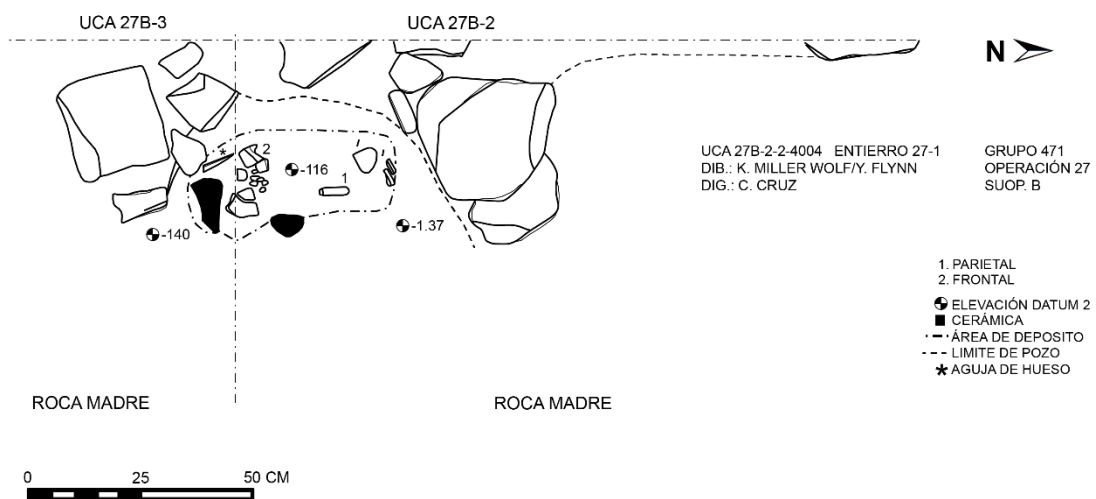 UCA 27B-3
UCA 27B-2
N
UCA 27B-2-2-4004 ENTIERRO 27-1
GRUPO 471
DIB.: K. MILLER WOLF/Y. FLYNN
OPERACIÓN 27
DIG.: C. CRUZ
SUOP. B
*
2
-116
1
-140
-1.37
1. PARIETAL
2. FRONTAL
ELEVACIÓN DATUM 2
CERÁMICA
ÁREA DE DEPOSITO
LIMITE DE POZO
* AGUJA DE HUESO
ROCA MADRE
ROCA MADRE
0 25 50 CM